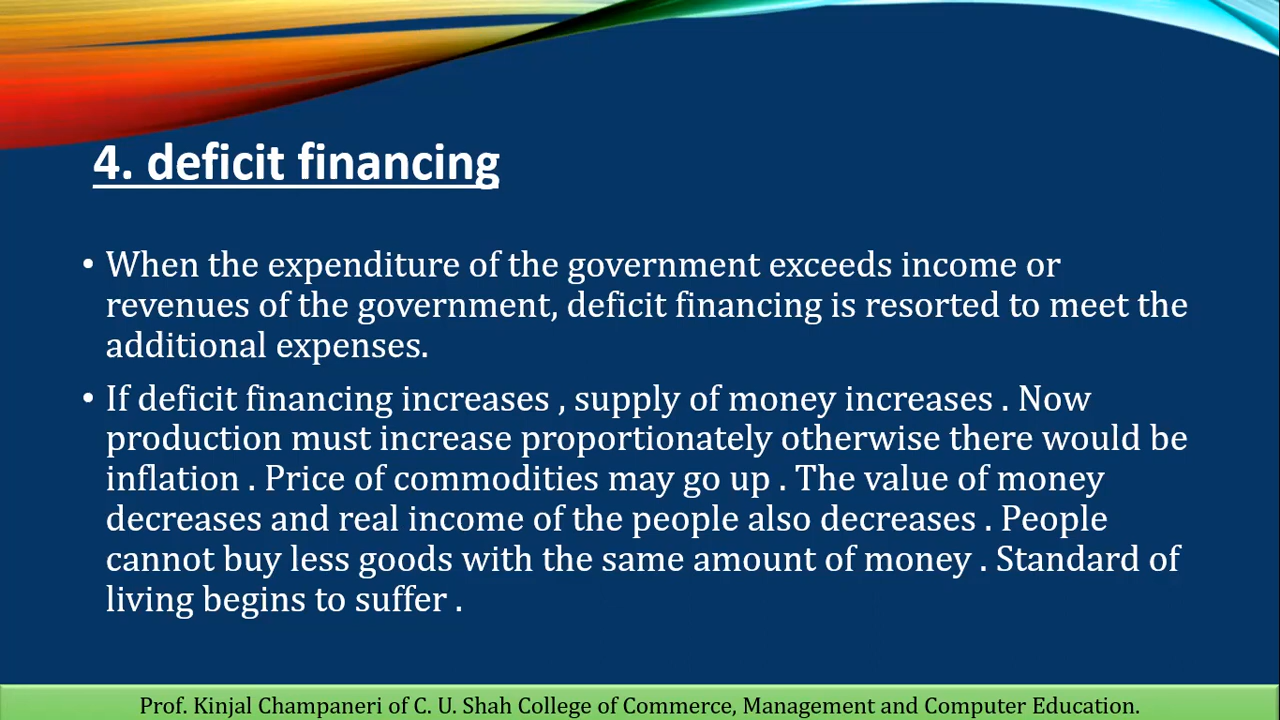 4. deficit financing
• When the expenditure of the government exceeds income or
revenues of the government, deficit financing is resorted to meet the
additional expenses.
• If deficit financing increases , supply of money increases . Now
production must increase proportionately otherwise there would be
inflation . Price of commodities may go up . The value of money
decreases and real income of the people also decreases . People
cannot buy less goods with the same amount of money . Standard of
living begins to suffer .
Prof. Kinjal Champaneri of C. U. Shah College of Commerce, Management and Computer Education.